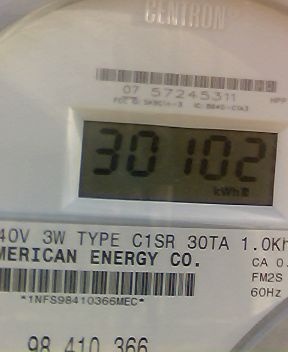 CENTRON®
07 57245311
30102
kWh
40V 3W TYPE C1SR 30TA 1.0Kh
MERICAN ENERGY CO.
CA 0.
FM2S
60Hz
*1NFS98410366MEC*
98 410 366